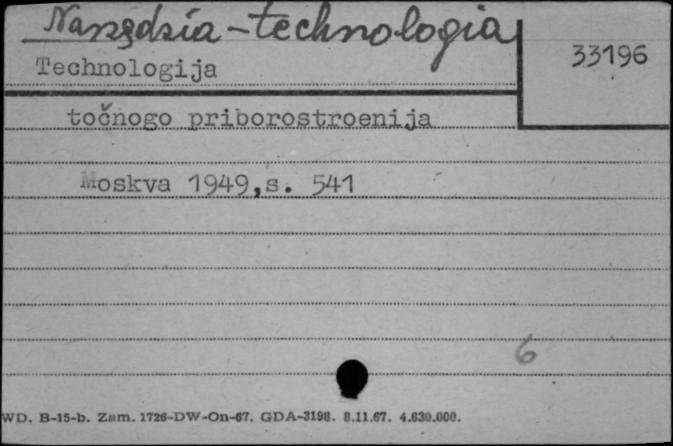 Narzędzia - technologia
33196
Technologija
točnogo priborostroenija
Moskva 1949,s. 541
6
WD. B-15-b. Zam. 1726-DW-On-67. GDA-3198. 8.11.67. 4.630.000.